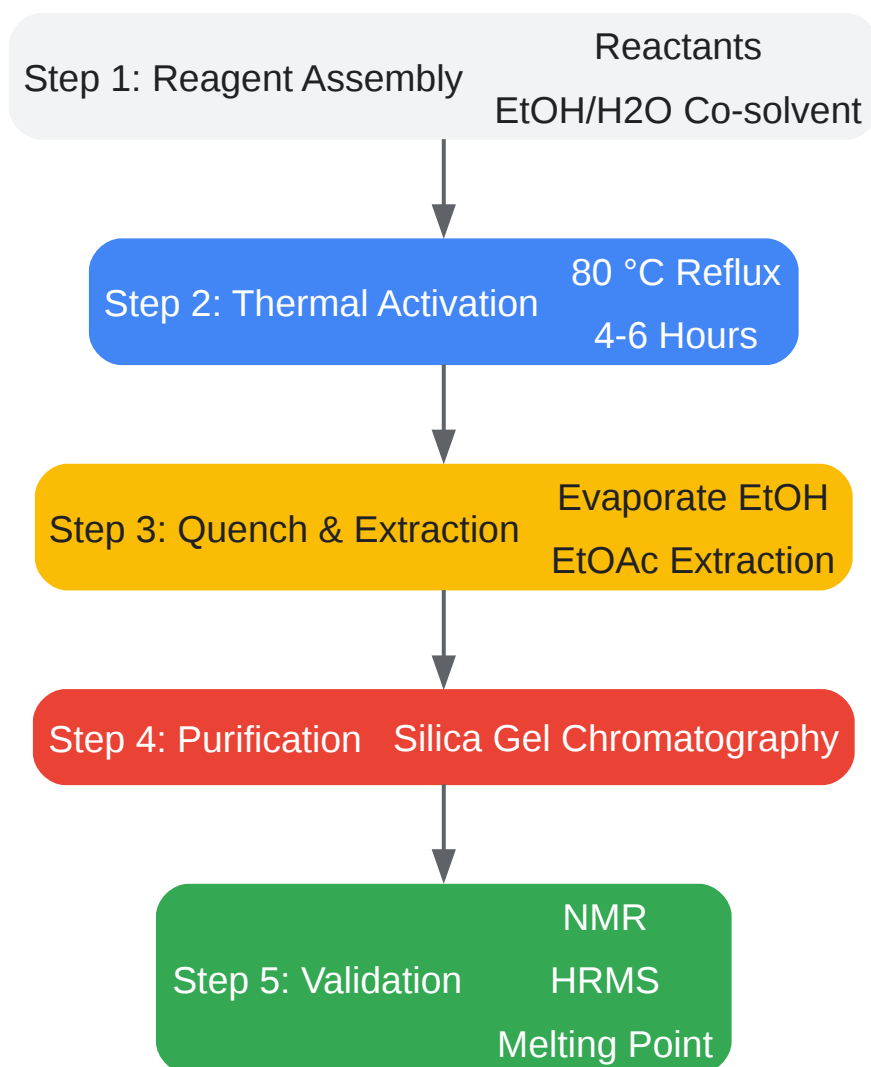 Step 1: Reagent Assembly
Reactants
EtOH/H2O Co-solvent
Step 2: Thermal Activation
80 °C Reflux
4-6 Hours
Step 3: Quench & Extraction
Evaporate EtOH
EtOAc Extraction
Step 4: Purification
Silica Gel Chromatography
Step 5: Validation
NMR
HRMS
Melting Point